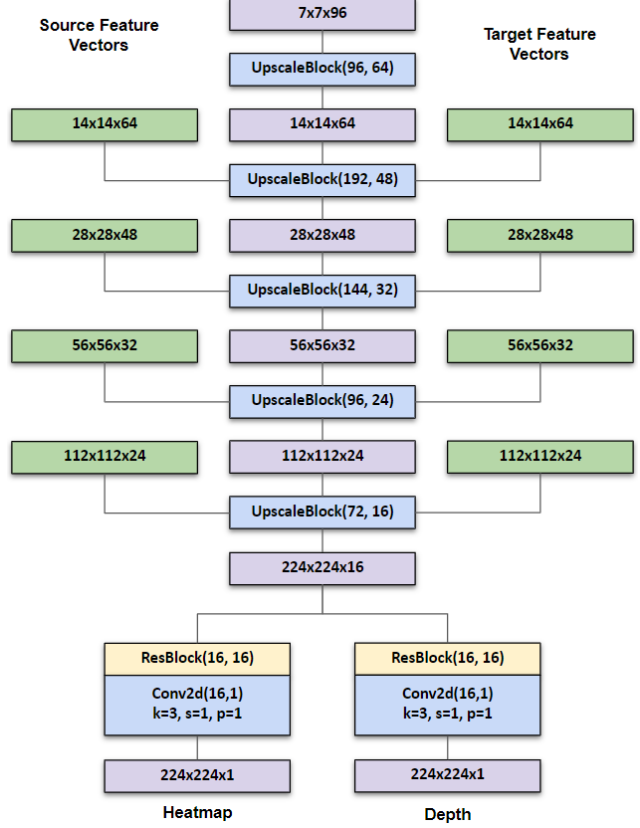 Source Feature
Vectors
7x7x96
Target Feature
Vectors
UpscaleBlock(96, 64)
14x14x64
14x14x64
14x14x64
UpscaleBlock(192, 48)
28x28x48
28x28x48
28x28x48
UpscaleBlock(144, 32)
56x56x32
56x56x32
56x56x32
UpscaleBlock(96, 24)
112x112x24
112x112x24
112x112x24
UpscaleBlock(72, 16)
224x224x16
ResBlock(16, 16)
Conv2d(16,1)
k=3, s=1, p=1
224x224x1
Heatmap
ResBlock(16, 16)
Conv2d(16,1)
k=3, s=1, p=1
224x224x1
Depth